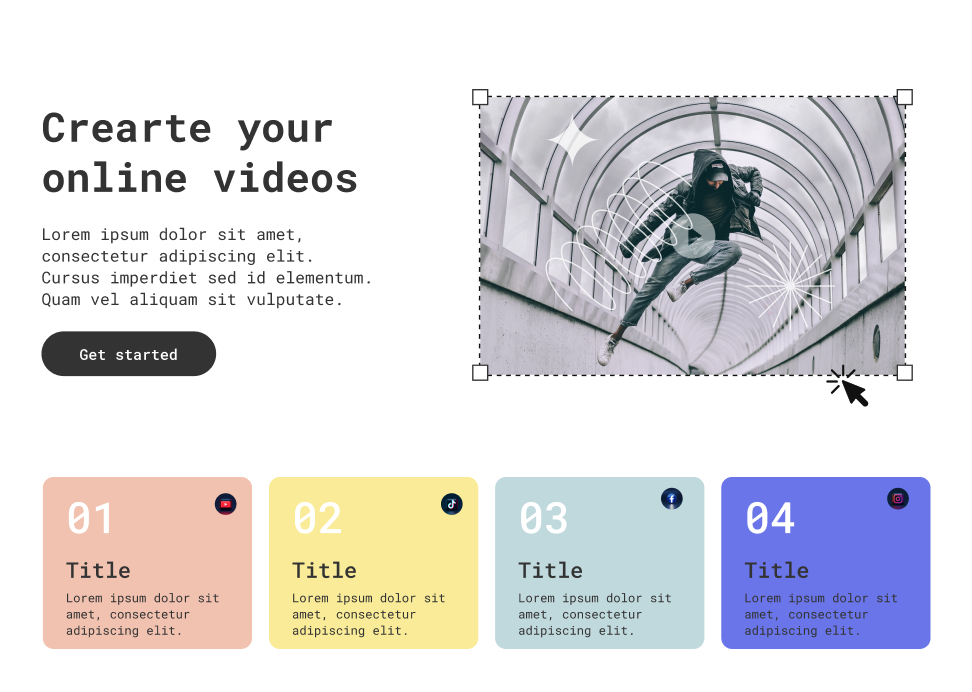 Crearte your
online videos
Lorem ipsum dolor sit amet,
consectetur adipiscing elit.
Cursus imperdiet sed id elementum.
Quam vel aliquam sit vulputate.
Get started
01
Title
Lorem ipsum dolor sit
amet, consectetur
adipiscing elit.
02
Title
Lorem ipsum dolor sit
amet, consectetur
adipiscing elit.
03
Title
Lorem ipsum dolor sit
amet, consectetur
adipiscing elit.
04
Title
Lorem ipsum dolor sit
amet, consectetur
adipiscing elit.